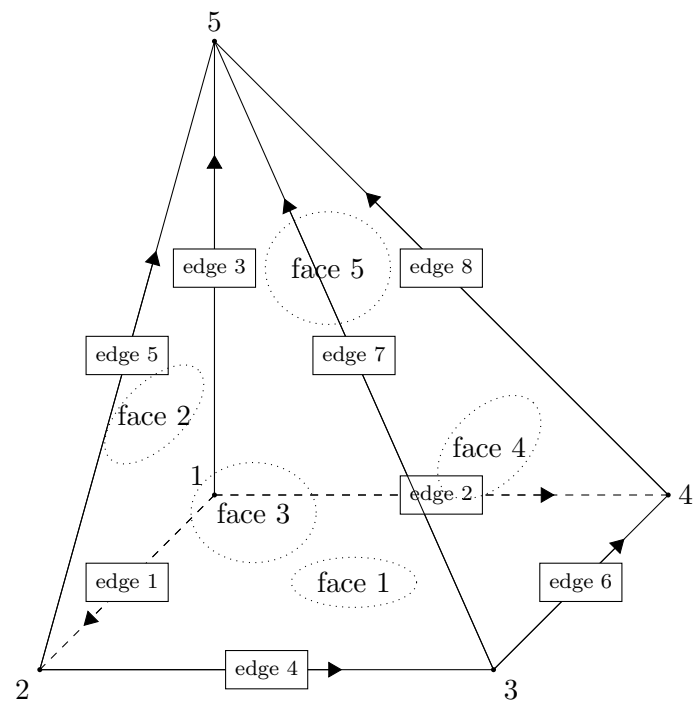 5
edge 3
face 5
edge 8
edge 5
edge 7
face 2
face 4
1
edge 2
4
face 3
edge 1
face 1
edge 6
edge 4
2
3